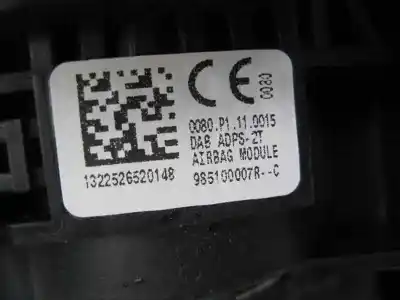 CE
0080
0080.P1.11.0015
DAB ADPS-2T
AIRBAG MODULE
1322526520148
985100007R--C